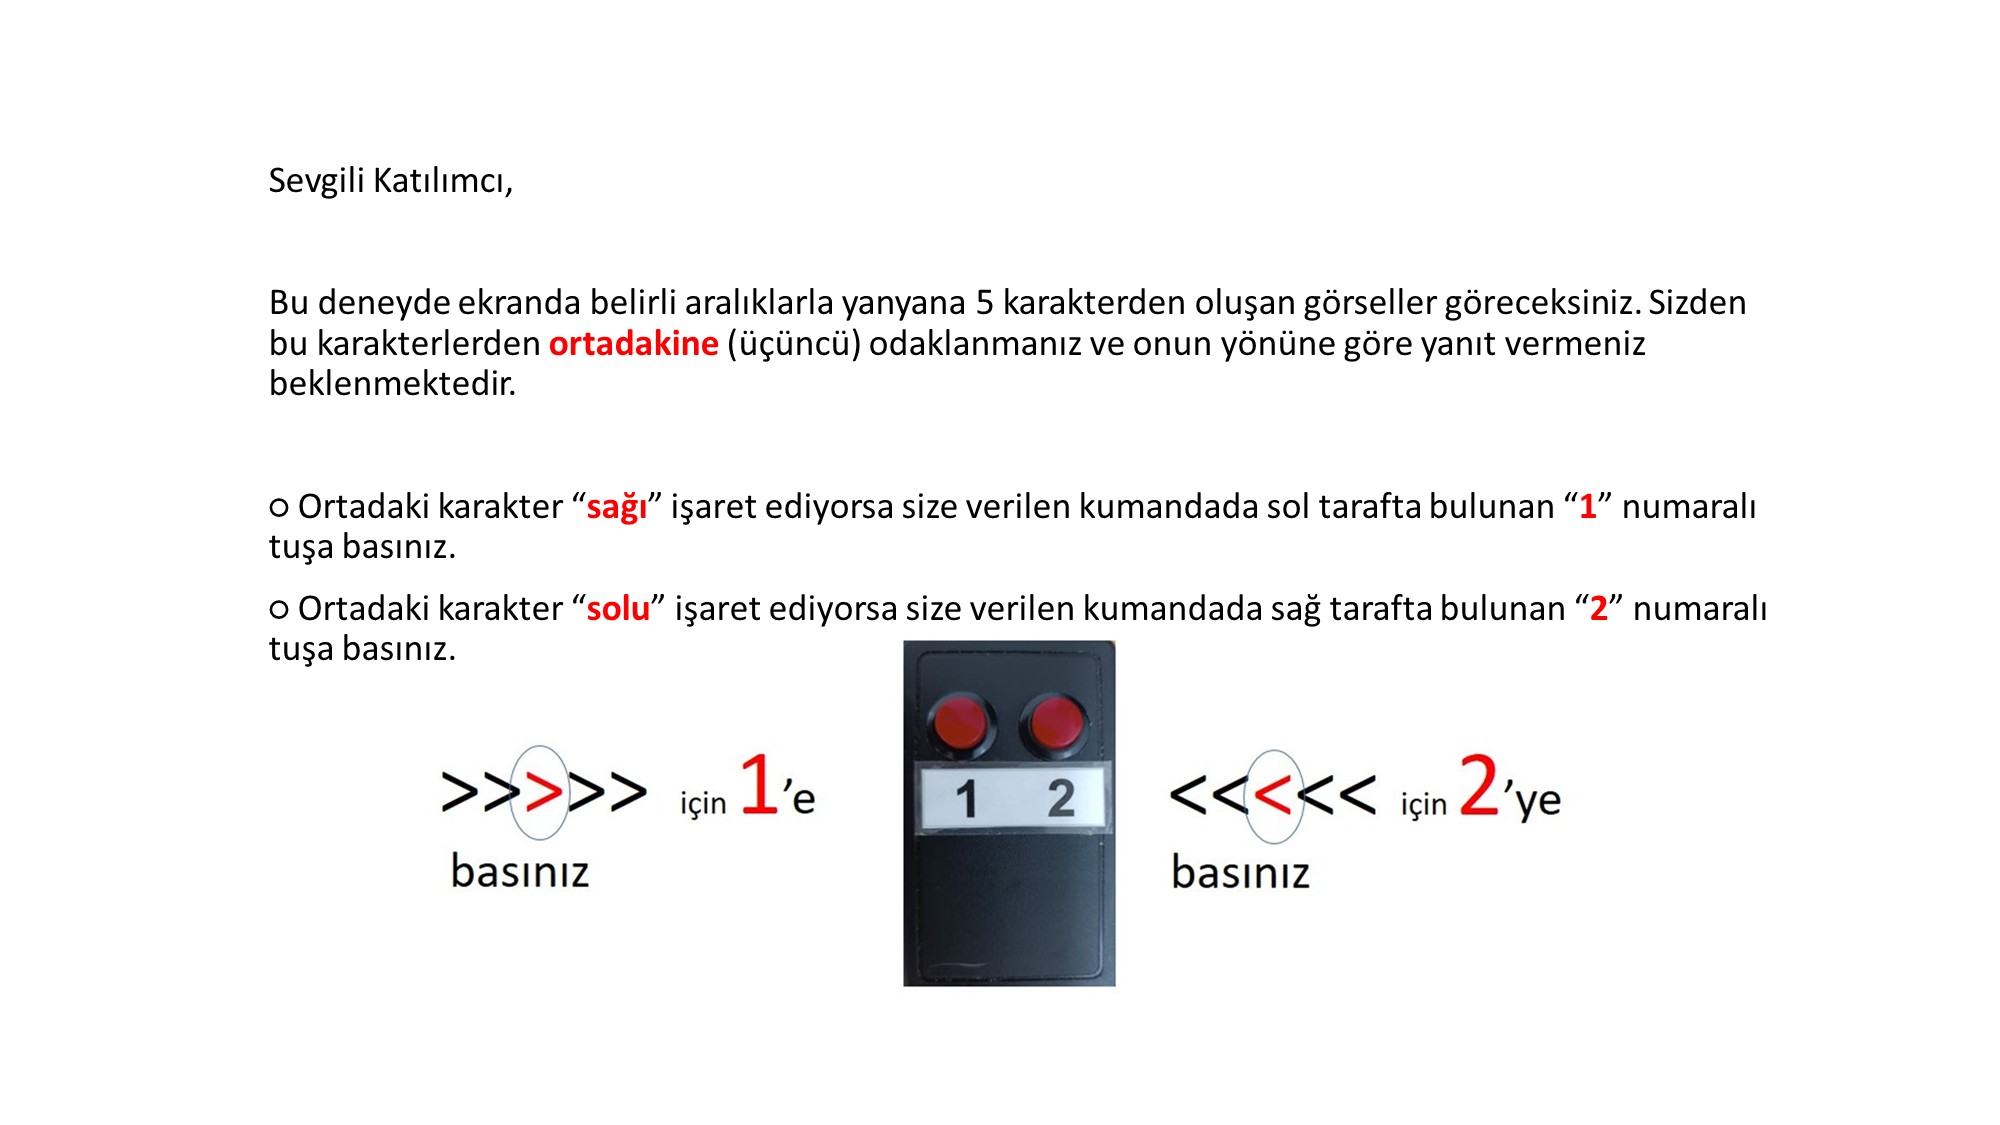 Sevgili Katılımcı,
Bu deneyde ekranda belirli aralıklarla yanyana 5 karakterden oluşan görseller göreceksiniz. Sizden
bu karakterlerden ortadakine (üçüncü) odaklanmanız ve onun yönüne göre yanıt vermeniz
beklenmektedir.
○ Ortadaki karakter “sağı” işaret ediyorsa size verilen kumandada sol tarafta bulunan “1” numaralı
tuşa basınız.
○ Ortadaki karakter “solu” işaret ediyorsa size verilen kumandada sağ tarafta bulunan “2” numaralı
tuşa basınız.
>>>>> için 1’e
basınız
1 2
<<<<< için 2’ye
basınız